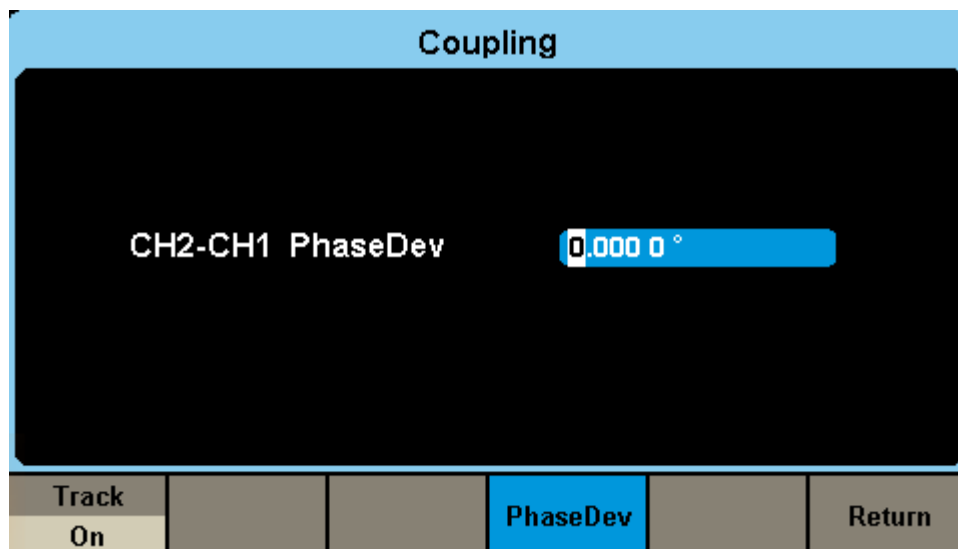 Coupling
CH2-CH1 PhaseDev 0.000 0 °
Track
On
PhaseDev
Return